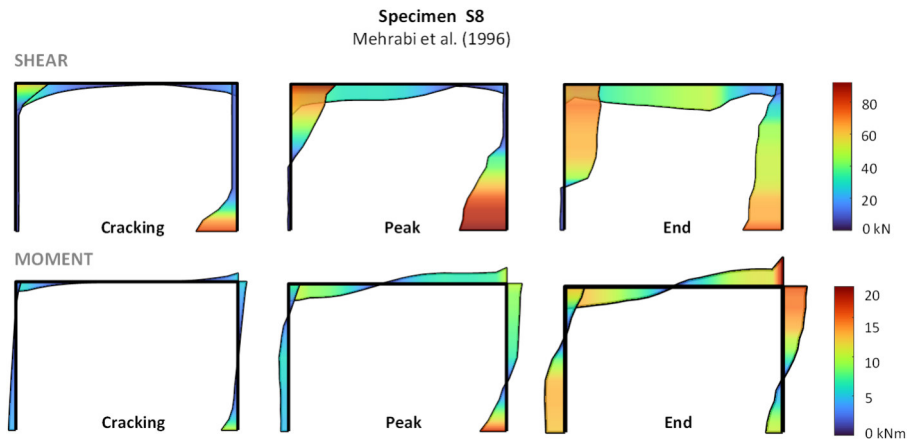 Specimen S8
Mehrabi et al. (1996)
SHEAR
Cracking
Peak
End
80
60
40
20
0 kN
MOMENT
Cracking
Peak
End
20
15
10
5
0 kNm